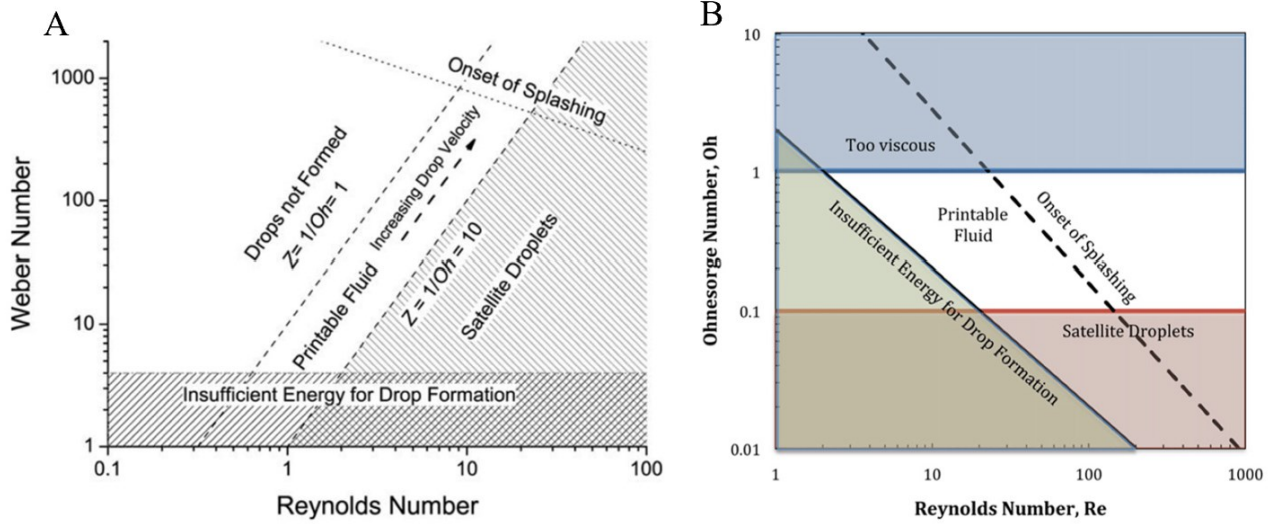 A
Weber Number
1000
100
10
1
0.1
1
10
100
Reynolds Number
Drops not Formed
Z= 1/Oh= 1
Printable Fluid
Increasing Drop Velocity
Onset of Splashing
Z = 1/Oh = 10
Satellite Droplets
Insufficient Energy for Drop Formation
B
Ohnesorge Number, Oh
10
1
0.1
0.01
1
10
100
1000
Reynolds Number, Re
Too viscous
Printable
Fluid
Onset of Splashing
Insufficient Energy for Drop Formation
Satellite Droplets